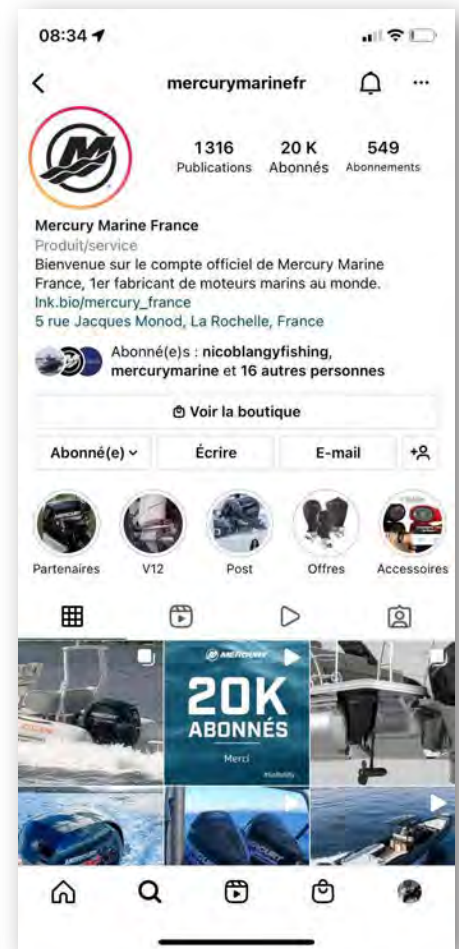 08:34
mercurymarinefr
1316 20 K 549
Publications Abonnés Abonnements
Mercury Marine France
Produit/service
Bienvenue sur le compte officiel de Mercury Marine
France, 1er fabricant de moteurs marins au monde.
lnk.bio/mercury_france
5 rue Jacques Monod, La Rochelle, France
Abonné(e)s : nicoblangyfishing,
mercurymarine et 16 autres personnes
Voir la boutique
Abonné(e) Écrire E-mail
Partenaires V12 Post Offres Accessoires
MERCURY
20K
ABONNÉS
Merci